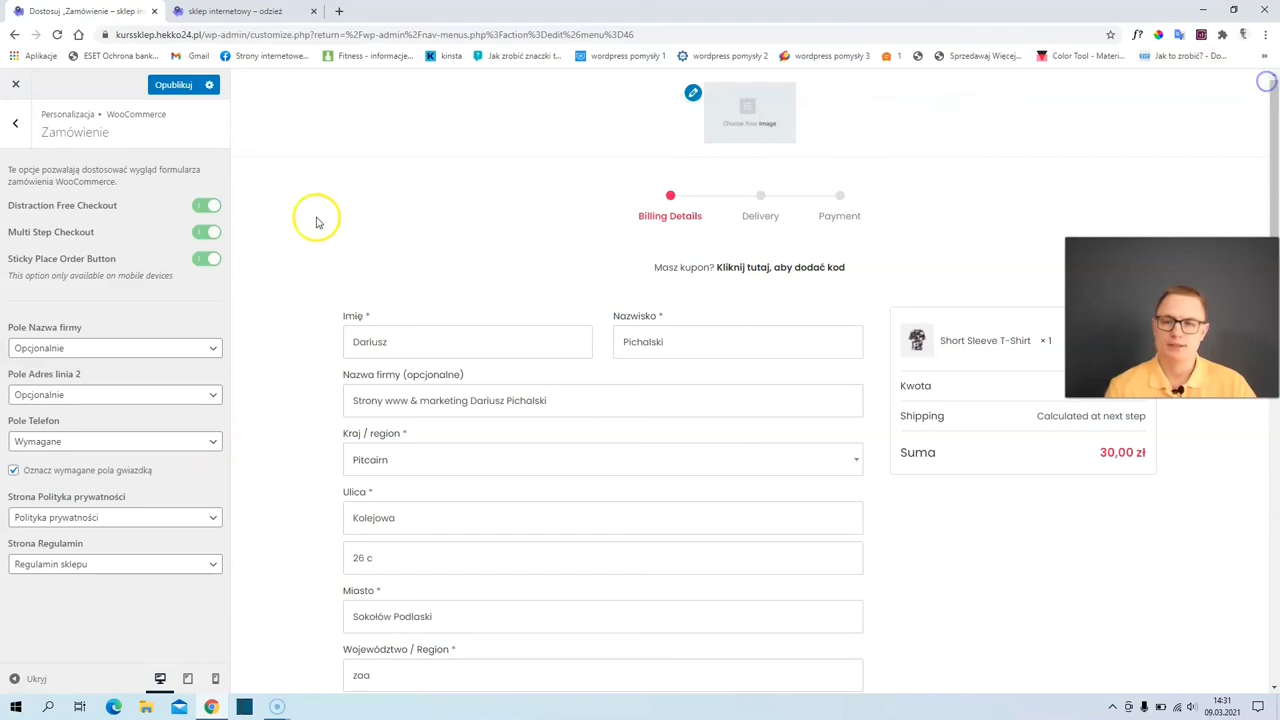 Dostosuj „Zamówienie – sklep inter
sklep internetowy – odzież
kurssklep.hekko24.pl/wp-admin/customize.php?return=%2Fwp-admin%2Fnav-menus.php%3Faction%3Dedit%26menu%3D46
Aplikacje
ESET Ochrona bank...
Gmail
Strony internetowe...
Fitness - informacje,...
kinsta
Jak zrobić znaczki t...
wordpress pomysły 1
wordpress pomysły 2
wordpress pomysły 3
1
Sprzedawaj Więcej,...
Color Tool - Materi...
Jak to zrobić? - Do...
Opublikuj
Personalizacja • WooCommerce
Zamówienie
Te opcje pozwalają dostosować wygląd formularza
zamówienia WooCommerce.
Distraction Free Checkout
Multi Step Checkout
Sticky Place Order Button
This option only available on mobile devices
Pole Nazwa firmy
Opcjonalnie
Pole Adres linia 2
Opcjonalnie
Pole Telefon
Wymagane
Oznacz wymagane pola gwiazdką
Strona Polityka prywatności
Polityka prywatności
Strona Regulamin
Regulamin sklepu
Ukryj
Choose Your Image
Billing Details
Delivery
Payment
Masz kupon? Kliknij tutaj, aby dodać kod
Imię *
Nazwisko *
Dariusz
Pichalski
Nazwa firmy (opcjonalne)
Strony www & marketing Dariusz Pichalski
Kraj / region *
Pitcairn
Ulica *
Kolejowa
26 c
Miasto *
Sokołów Podlaski
Województwo / Region *
zaa
Short Sleeve T-Shirt × 1
Kwota
Shipping
Calculated at next step
Suma
30,00 zł
14:31
09.03.2021